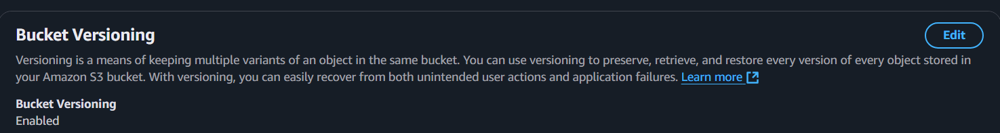 Bucket Versioning
Edit
Versioning is a means of keeping multiple variants of an object in the same bucket. You can use versioning to preserve, retrieve, and restore every version of every object stored in
your Amazon S3 bucket. With versioning, you can easily recover from both unintended user actions and application failures. Learn more
Bucket Versioning
Enabled